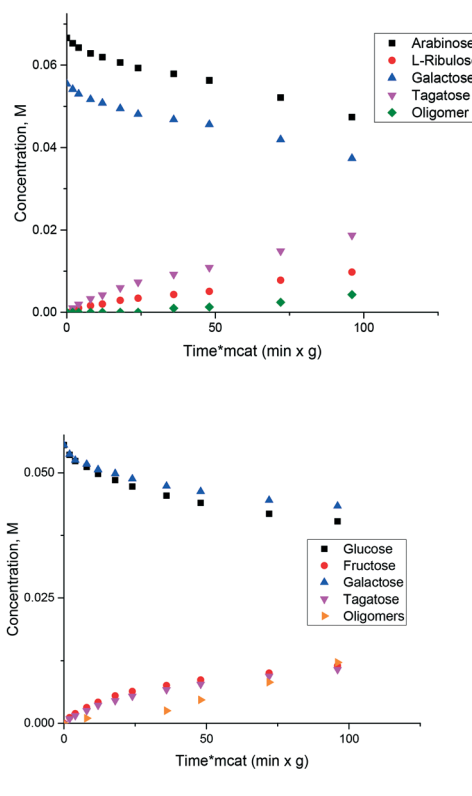 Concentration, M
0.06
0.04
0.02
0.00
0
50
100
Time*mcat (min x g)
Arabinose
L-Ribulose
Galactose
Tagatose
Oligomer
Concentration, M
0.050
0.025
0.000
0
50
100
Time*mcat (min x g)
Glucose
Fructose
Galactose
Tagatose
Oligomers